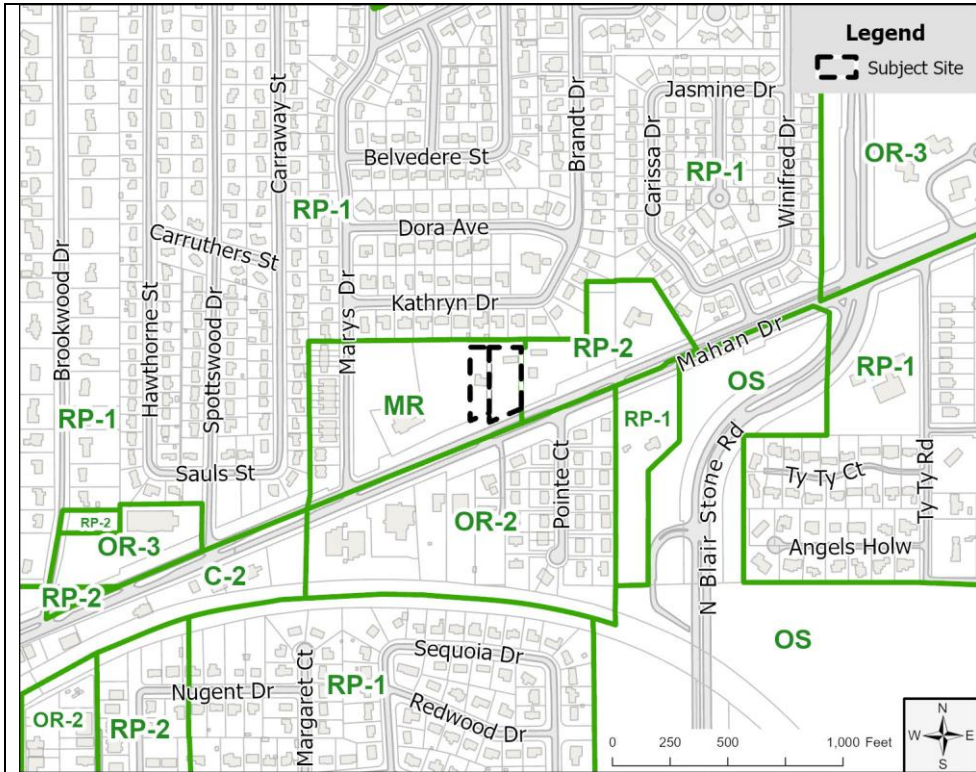 Legend
Subject Site
Jasmine Dr
OR-3
Carraway St
Brandt Dr
Carissa Dr
Winifred Dr
Belvedere St
RP-1
RP-1
Dora Ave
Carruthers St
Brookwood Dr
Hawthorne St
Spottswood Dr
Marys Dr
Kathryn Dr
Mahan Dr
RP-2
OS
RP-1
MR
RP-1
RP-1
N Blair Stone Rd
Sauls St
OR-2
Pointe Ct
Ty Ty Ct
Ty Ty Rd
RP-2
OR-3
Angels Holw
C-2
RP-2
Sequoia Dr
OS
Margaret Ct
RP-1
Nugent Dr
Redwood Dr
OR-2
RP-2
0 250 500 1,000 Feet
N
W E
S